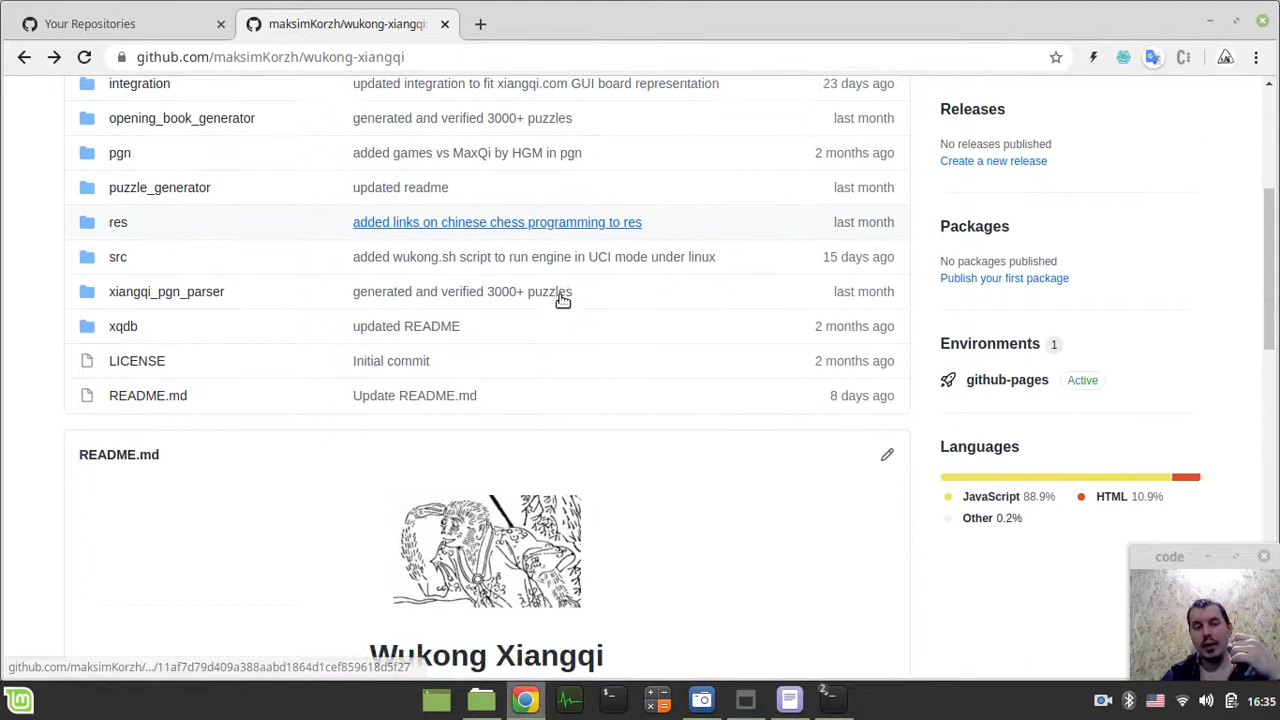 Your Repositories
maksimKorzh/wukong-xiangqi:
github.com/maksimKorzh/wukong-xiangqi
integration updated integration to fit xiangqi.com GUI board representation 23 days ago
opening_book_generator generated and verified 3000+ puzzles last month
pgn added games vs MaxQi by HGM in pgn 2 months ago
puzzle_generator updated readme last month
res added links on chinese chess programming to res last month
src added wukong.sh script to run engine in UCI mode under linux 15 days ago
xiangqi_pgn_parser generated and verified 3000+ puzzles last month
xqdb updated README 2 months ago
LICENSE Initial commit 2 months ago
README.md Update README.md 8 days ago
README.md
Wukong Xiangqi
Releases
No releases published
Create a new release
Packages
No packages published
Publish your first package
Environments 1
github-pages Active
Languages
JavaScript 88.9% HTML 10.9%
Other 0.2%
code
github.com/maksimKorzh/.../11af7d79d409a388aabd1864d1cef859618d5f27
16:35